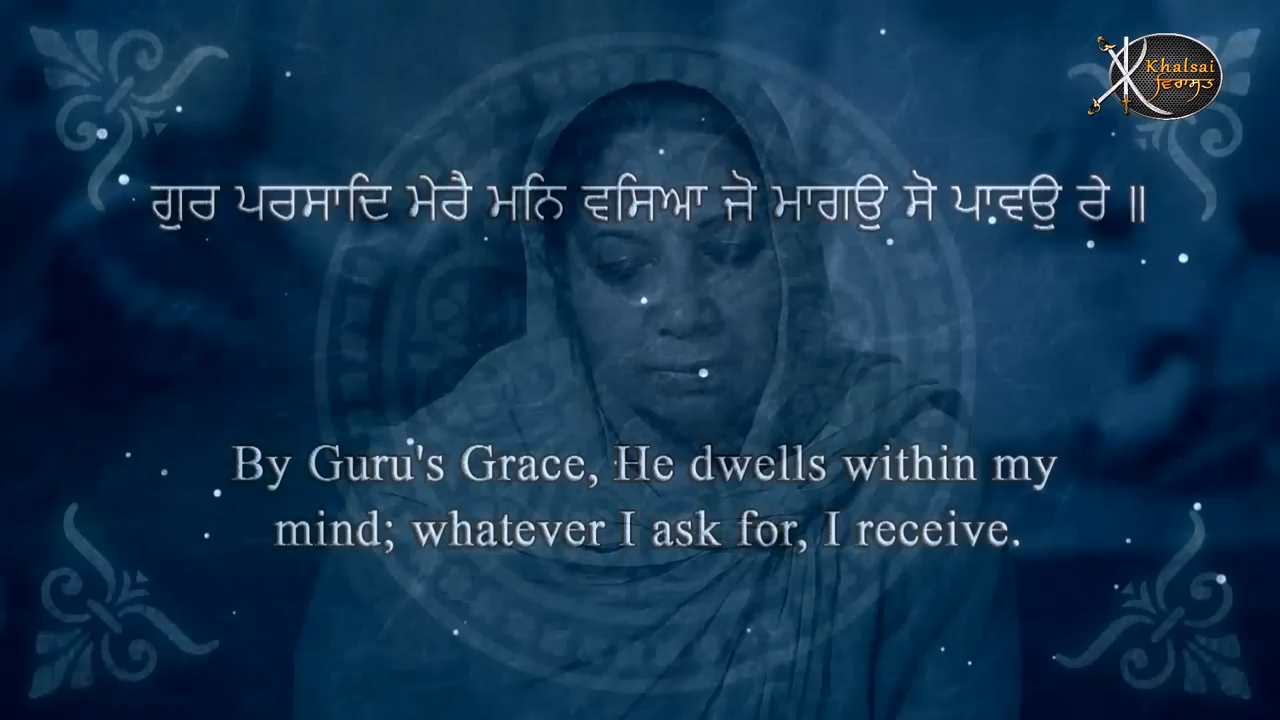 Khalsai
ਵਿਰਾਸਤ
ਗੁਰ ਪਰਸਾਦਿ ਮੇਰੈ ਮਨਿ ਵਸਿਆ ਜੋ ਮਾਗਉ ਸੋ ਪਾਵਉ ਰੇ ॥
By Guru's Grace, He dwells within my
mind; whatever I ask for, I receive.